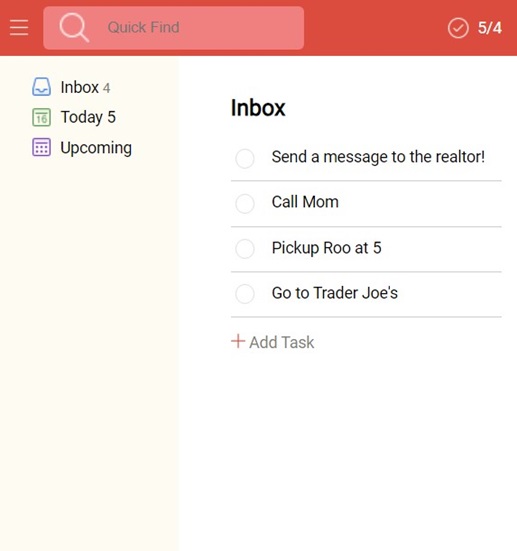 Quick Find
5/4
Inbox 4
Today 5
Upcoming
Inbox
Send a message to the realtor!
Call Mom
Pickup Roo at 5
Go to Trader Joe's
+ Add Task